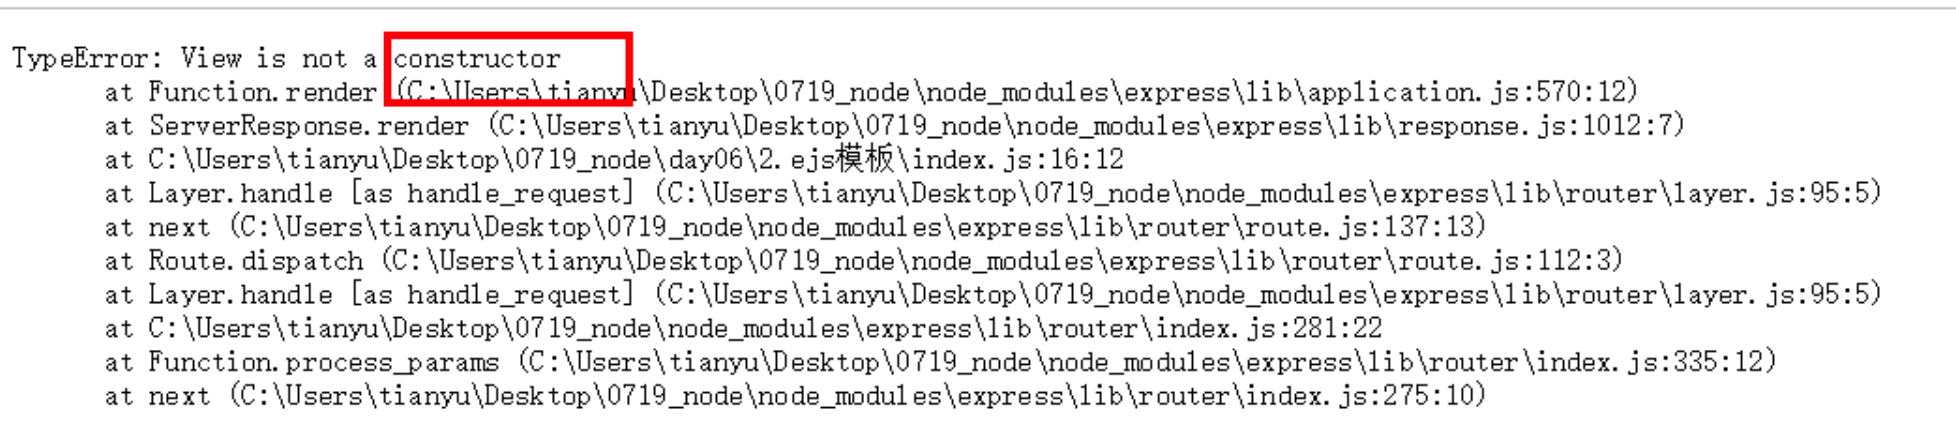 TypeError: View is not a constructor
at Function.render (C:\Users\tianyu\Desktop\0719_node\node_modules\express\lib\application.js:570:12)
at ServerResponse.render (C:\Users\tianyu\Desktop\0719_node\node_modules\express\lib\response.js:1012:7)
at C:\Users\tianyu\Desktop\0719_node\day06\2.ejs模板\index.js:16:12
at Layer.handle [as handle_request] (C:\Users\tianyu\Desktop\0719_node\node_modules\express\lib\router\layer.js:95:5)
at next (C:\Users\tianyu\Desktop\0719_node\node_modules\express\lib\router\route.js:137:13)
at Route.dispatch (C:\Users\tianyu\Desktop\0719_node\node_modules\express\lib\router\route.js:112:3)
at Layer.handle [as handle_request] (C:\Users\tianyu\Desktop\0719_node\node_modules\express\lib\router\layer.js:95:5)
at C:\Users\tianyu\Desktop\0719_node\node_modules\express\lib\router\index.js:281:22
at Function.process_params (C:\Users\tianyu\Desktop\0719_node\node_modules\express\lib\router\index.js:335:12)
at next (C:\Users\tianyu\Desktop\0719_node\node_modules\express\lib\router\index.js:275:10)